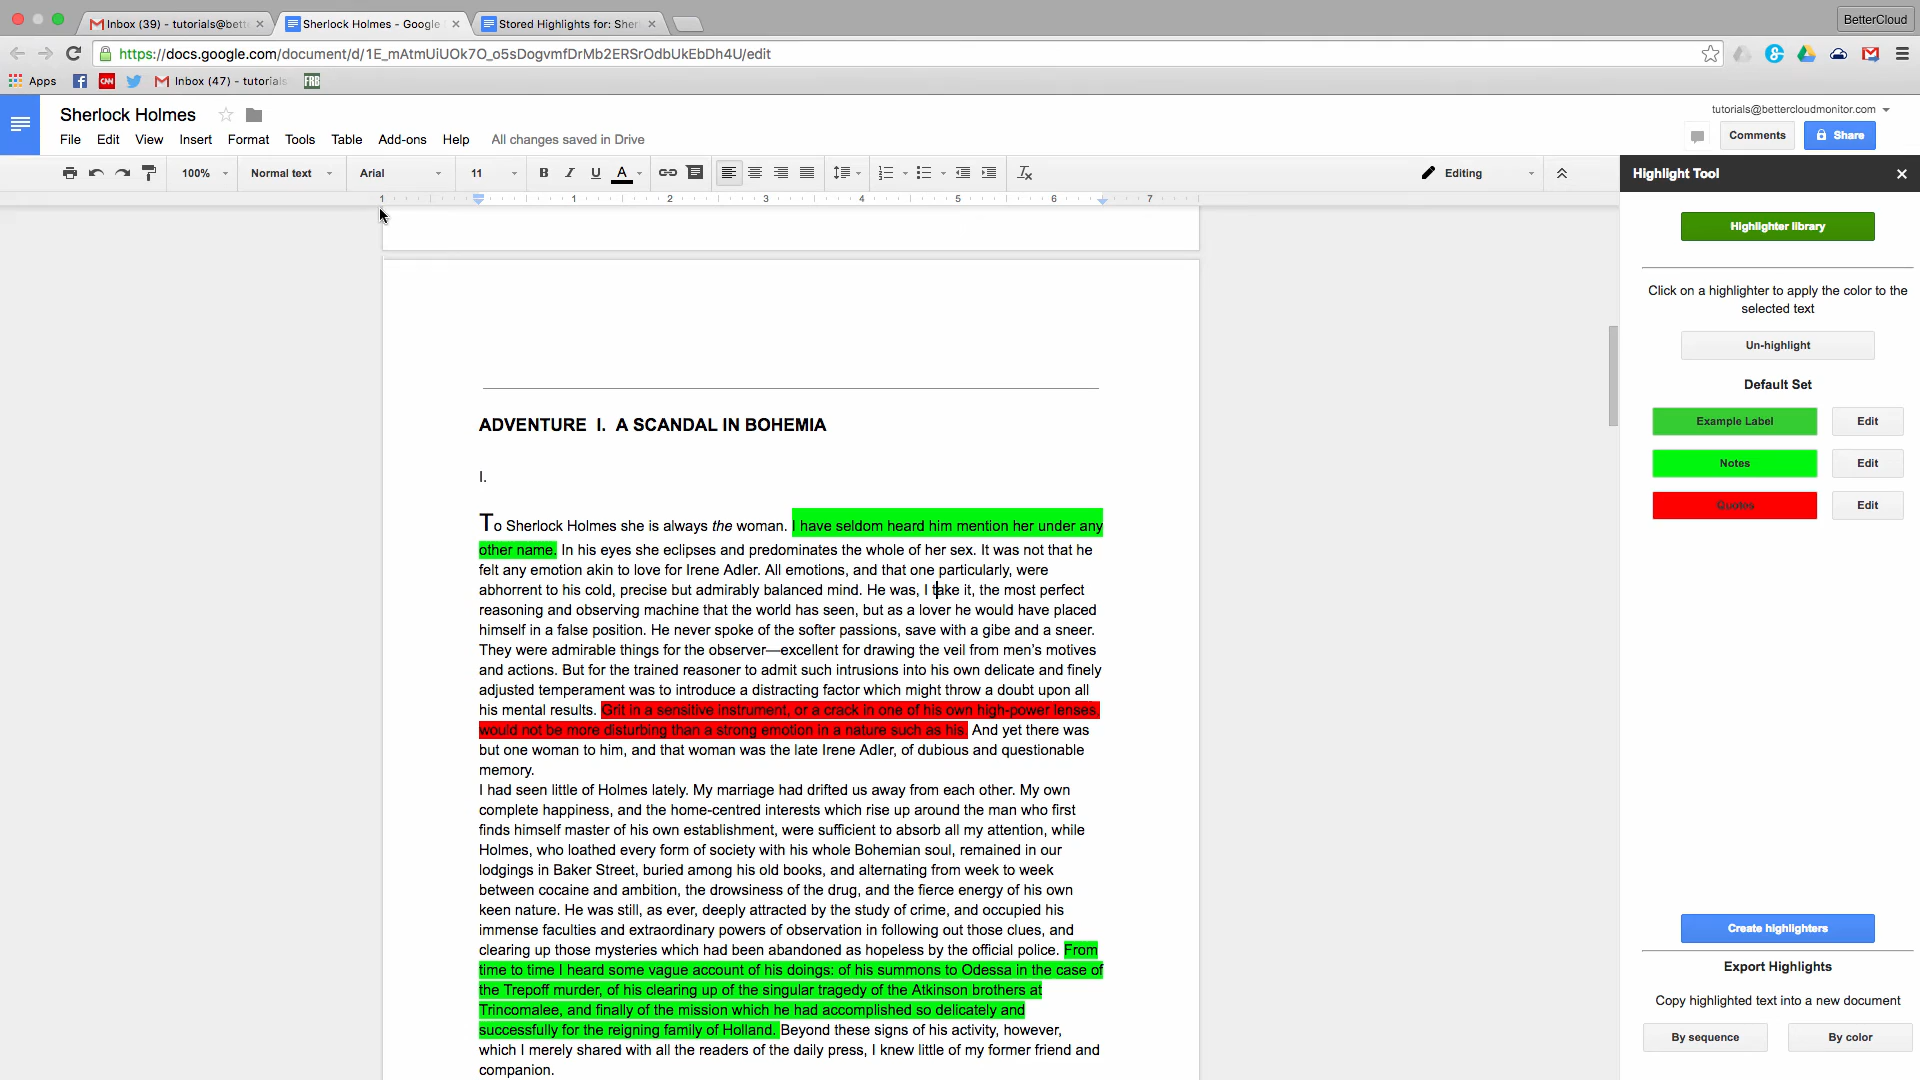 Inbox (39) - tutorials@bett
Sherlock Holmes - Google
Stored Highlights for: Sher
BetterCloud
https://docs.google.com/document/d/1E_mAtmUiUOk7O_o5sDogvmfDrMb2ERSrOdbUkEbDh4U/edit
Apps
CNN
Inbox (47) - tutorials
FRB
Sherlock Holmes
tutorials@bettercloudmonitor.com
File Edit View Insert Format Tools Table Add-ons Help All changes saved in Drive
Comments
Share
100% Normal text Arial 11 B I U A
Editing
Highlight Tool
1 1 2 3 4 5 6 7
Highlighter library
Click on a highlighter to apply the color to the
selected text
Un-highlight
Default Set
Example Label Edit
Notes Edit
Quotes Edit
Create highlighters
Export Highlights
Copy highlighted text into a new document
By sequence By color
ADVENTURE I. A SCANDAL IN BOHEMIA
I.
To Sherlock Holmes she is always the woman. I have seldom heard him mention her under any
other name. In his eyes she eclipses and predominates the whole of her sex. It was not that he
felt any emotion akin to love for Irene Adler. All emotions, and that one particularly, were
abhorrent to his cold, precise but admirably balanced mind. He was, I take it, the most perfect
reasoning and observing machine that the world has seen, but as a lover he would have placed
himself in a false position. He never spoke of the softer passions, save with a gibe and a sneer.
They were admirable things for the observer—excellent for drawing the veil from men’s motives
and actions. But for the trained reasoner to admit such intrusions into his own delicate and finely
adjusted temperament was to introduce a distracting factor which might throw a doubt upon all
his mental results. Grit in a sensitive instrument, or a crack in one of his own high-power lenses,
would not be more disturbing than a strong emotion in a nature such as his. And yet there was
but one woman to him, and that woman was the late Irene Adler, of dubious and questionable
memory.
I had seen little of Holmes lately. My marriage had drifted us away from each other. My own
complete happiness, and the home-centred interests which rise up around the man who first
finds himself master of his own establishment, were sufficient to absorb all my attention, while
Holmes, who loathed every form of society with his whole Bohemian soul, remained in our
lodgings in Baker Street, buried among his old books, and alternating from week to week
between cocaine and ambition, the drowsiness of the drug, and the fierce energy of his own
keen nature. He was still, as ever, deeply attracted by the study of crime, and occupied his
immense faculties and extraordinary powers of observation in following out those clues, and
clearing up those mysteries which had been abandoned as hopeless by the official police. From
time to time I heard some vague account of his doings: of his summons to Odessa in the case of
the Trepoff murder, of his clearing up of the singular tragedy of the Atkinson brothers at
Trincomalee, and finally of the mission which he had accomplished so delicately and
successfully for the reigning family of Holland. Beyond these signs of his activity, however,
which I merely shared with all the readers of the daily press, I knew little of my former friend and
companion.